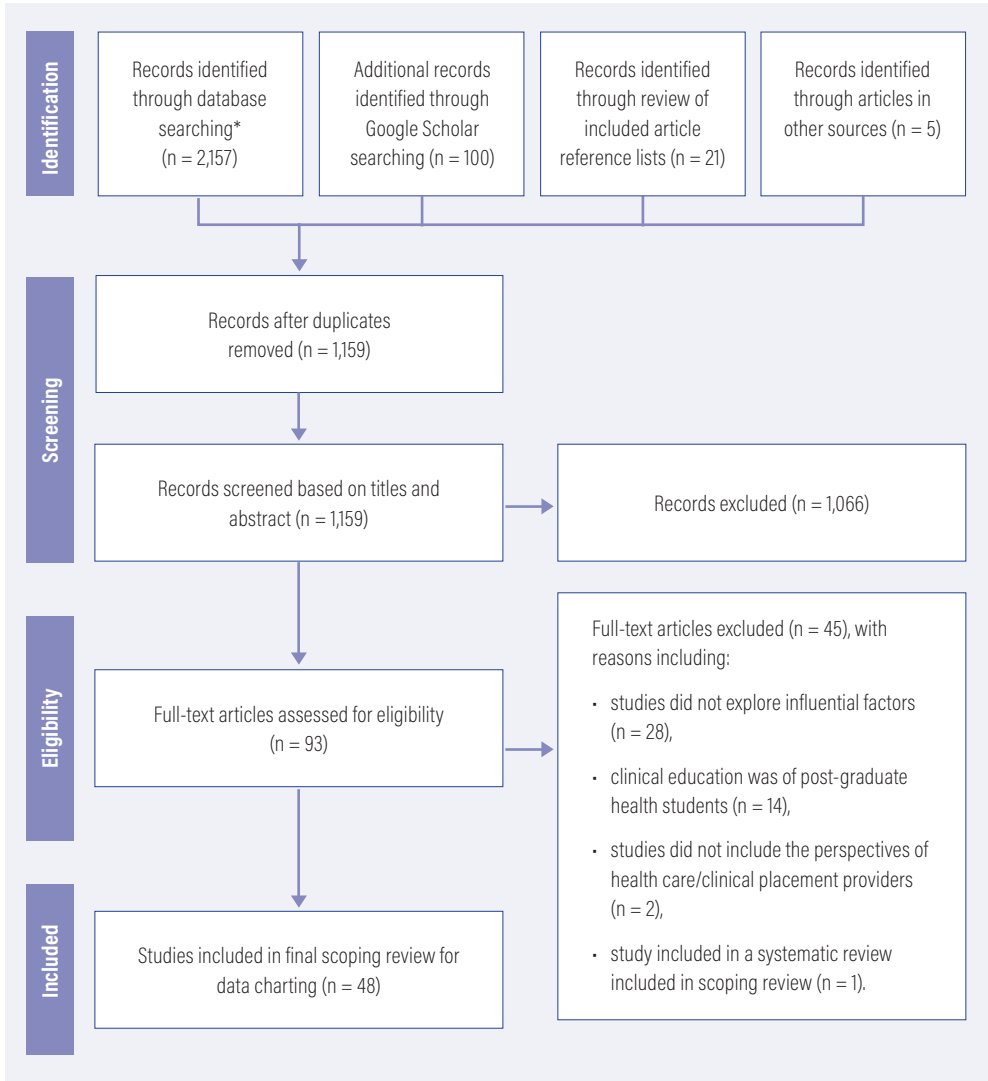 Identification
Records identified
through database
searching*
(n = 2,157)
Additional records
identified through
Google Scholar
searching (n = 100)
Records identified
through review of
included article
reference lists (n = 21)
Records identified
through articles in
other sources (n = 5)
Screening
Records after duplicates
removed (n = 1,159)
Records screened based on titles and
abstract (n = 1,159)
Records excluded (n = 1,066)
Eligibility
Full-text articles assessed for eligibility
(n = 93)
Full-text articles excluded (n = 45), with
reasons including:
• studies did not explore influential factors
(n = 28),
• clinical education was of post-graduate
health students (n = 14),
• studies did not include the perspectives of
health care/clinical placement providers
(n = 2),
• study included in a systematic review
included in scoping review (n = 1).
Included
Studies included in final scoping review for
data charting (n = 48)